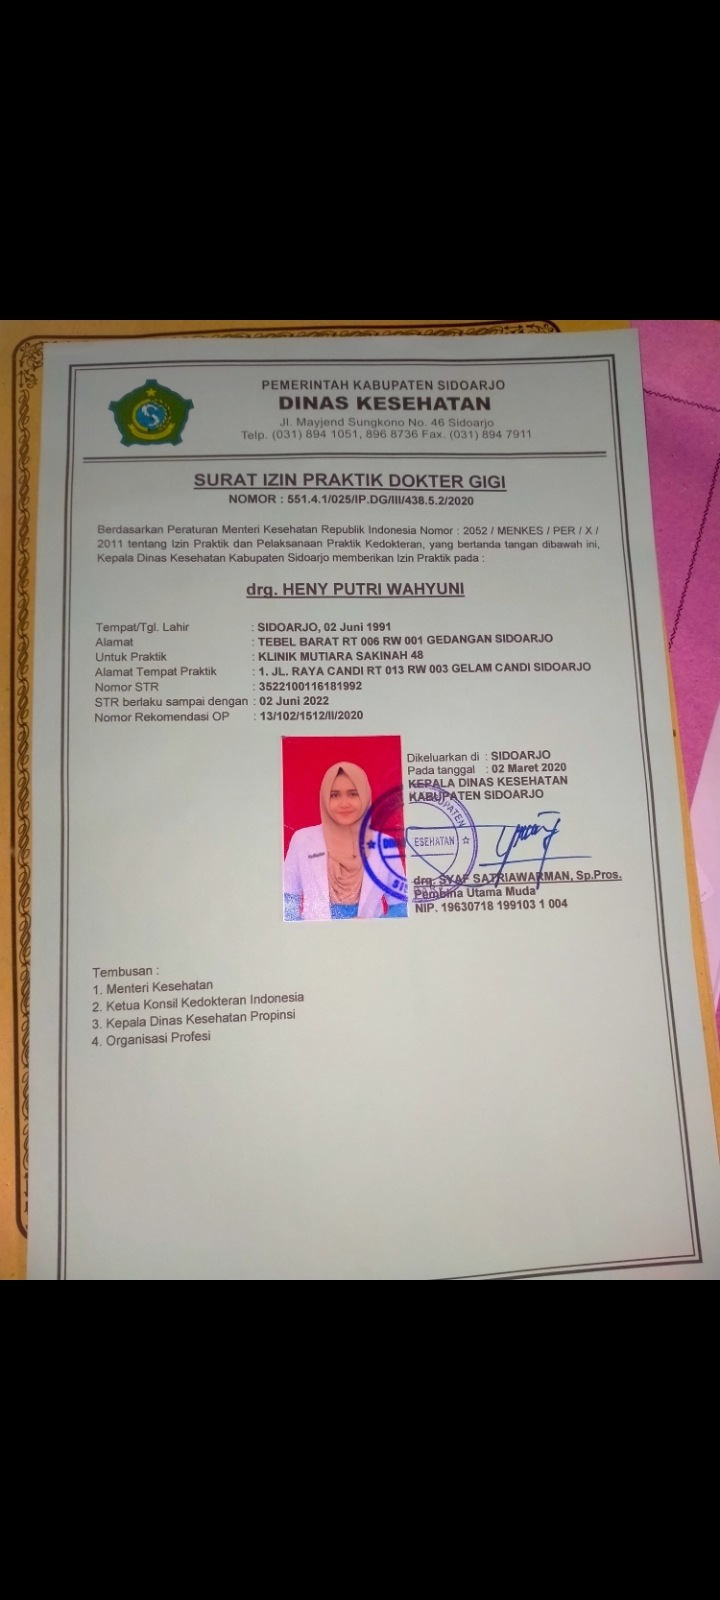 PEMERINTAH KABUPATEN SIDOARJO
DINAS KESEHATAN
Jl. Mayjend Sungkono No. 46 Sidoarjo
Telp. (031) 894 1051, 896 8736 Fax. (031) 894 7911
SURAT IZIN PRAKTIK DOKTER GIGI
NOMOR : 551.4.1/025/IP.DG/III/438.5.2/2020
Berdasarkan Peraturan Menteri Kesehatan Republik Indonesia Nomor : 2052 / MENKES / PER / X /
2011 tentang Izin Praktik dan Pelaksanaan Praktik Kedokteran, yang bertanda tangan dibawah ini,
Kepala Dinas Kesehatan Kabupaten Sidoarjo memberikan Izin Praktik pada :
drg. HENY PUTRI WAHYUNI
Tempat/Tgl. Lahir : SIDOARJO, 02 Juni 1991
Alamat : TEBEL BARAT RT 006 RW 001 GEDANGAN SIDOARJO
Untuk Praktik : KLINIK MUTIARA SAKINAH 48
Alamat Tempat Praktik : 1. JL. RAYA CANDI RT 013 RW 003 GELAM CANDI SIDOARJO
Nomor STR : 3522100116181992
STR berlaku sampai dengan : 02 Juni 2022
Nomor Rekomendasi OP : 13/102/1512/II/2020
Dikeluarkan di : SIDOARJO
Pada tanggal : 02 Maret 2020
KEPALA DINAS KESEHATAN
KABUPATEN SIDOARJO
KABUPATEN
ESEHATAN
drg. SYAF SATRIAWARMAN, Sp.Pros.
Pembina Utama Muda
NIP. 19630718 199103 1 004
Tembusan :
1. Menteri Kesehatan
2. Ketua Konsil Kedokteran Indonesia
3. Kepala Dinas Kesehatan Propinsi
4. Organisasi Profesi